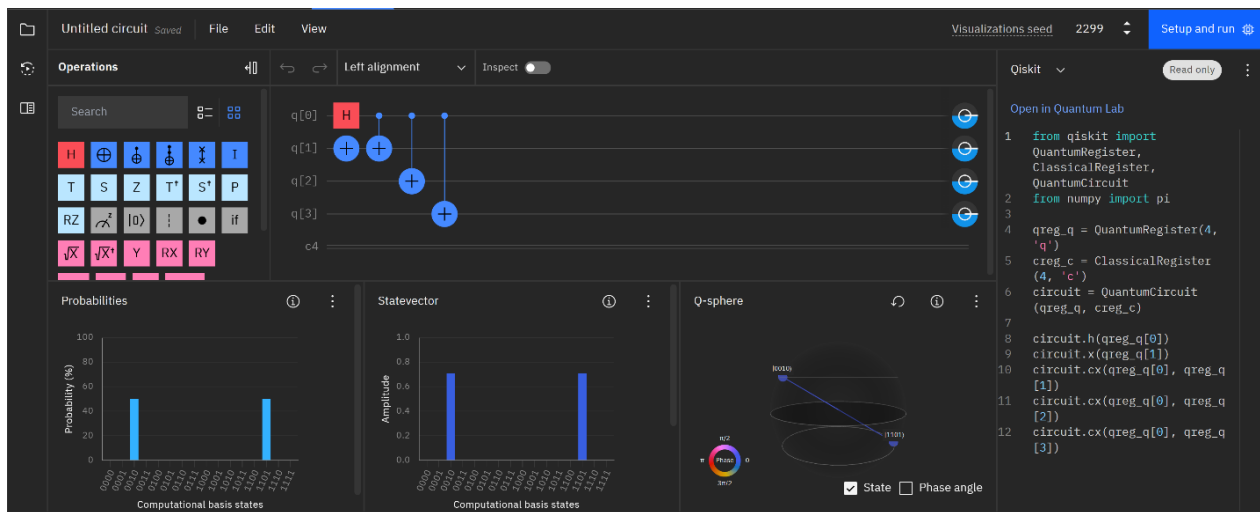 Untitled circuit Saved File Edit View Visualizations seed 2299 Setup and run
Operations Left alignment Inspect
Search
H I
T S Z T† S† P
RZ z |0⟩ if
√X √X† Y RX RY
q[0] H
q[1]
q[2]
q[3]
c4
Qiskit Read only
Open in Quantum Lab
1 from qiskit import
QuantumRegister,
ClassicalRegister,
QuantumCircuit
2 from numpy import pi
3
4 qreg_q = QuantumRegister(4,
'q')
5 creg_c = ClassicalRegister
(4, 'c')
6 circuit = QuantumCircuit
(qreg_q, creg_c)
7
8 circuit.h(qreg_q[0])
9 circuit.x(qreg_q[1])
10 circuit.cx(qreg_q[0], qreg_q
[1])
11 circuit.cx(qreg_q[0], qreg_q
[2])
12 circuit.cx(qreg_q[0], qreg_q
[3])
Probabilities
Probability (%)
100
80
60
40
20
0
0000 0001 0010 0011 0100 0101 0110 0111 1000 1001 1010 1011 1100 1101 1110 1111
Computational basis states
Statevector
Amplitude
1.0
0.8
0.6
0.4
0.2
0.0
0000 0001 0010 0011 0100 0101 0110 0111 1000 1001 1010 1011 1100 1101 1110 1111
Computational basis states
Q-sphere
|0010⟩
|1101⟩
π/2
π Phase 0
3π/2
State Phase angle